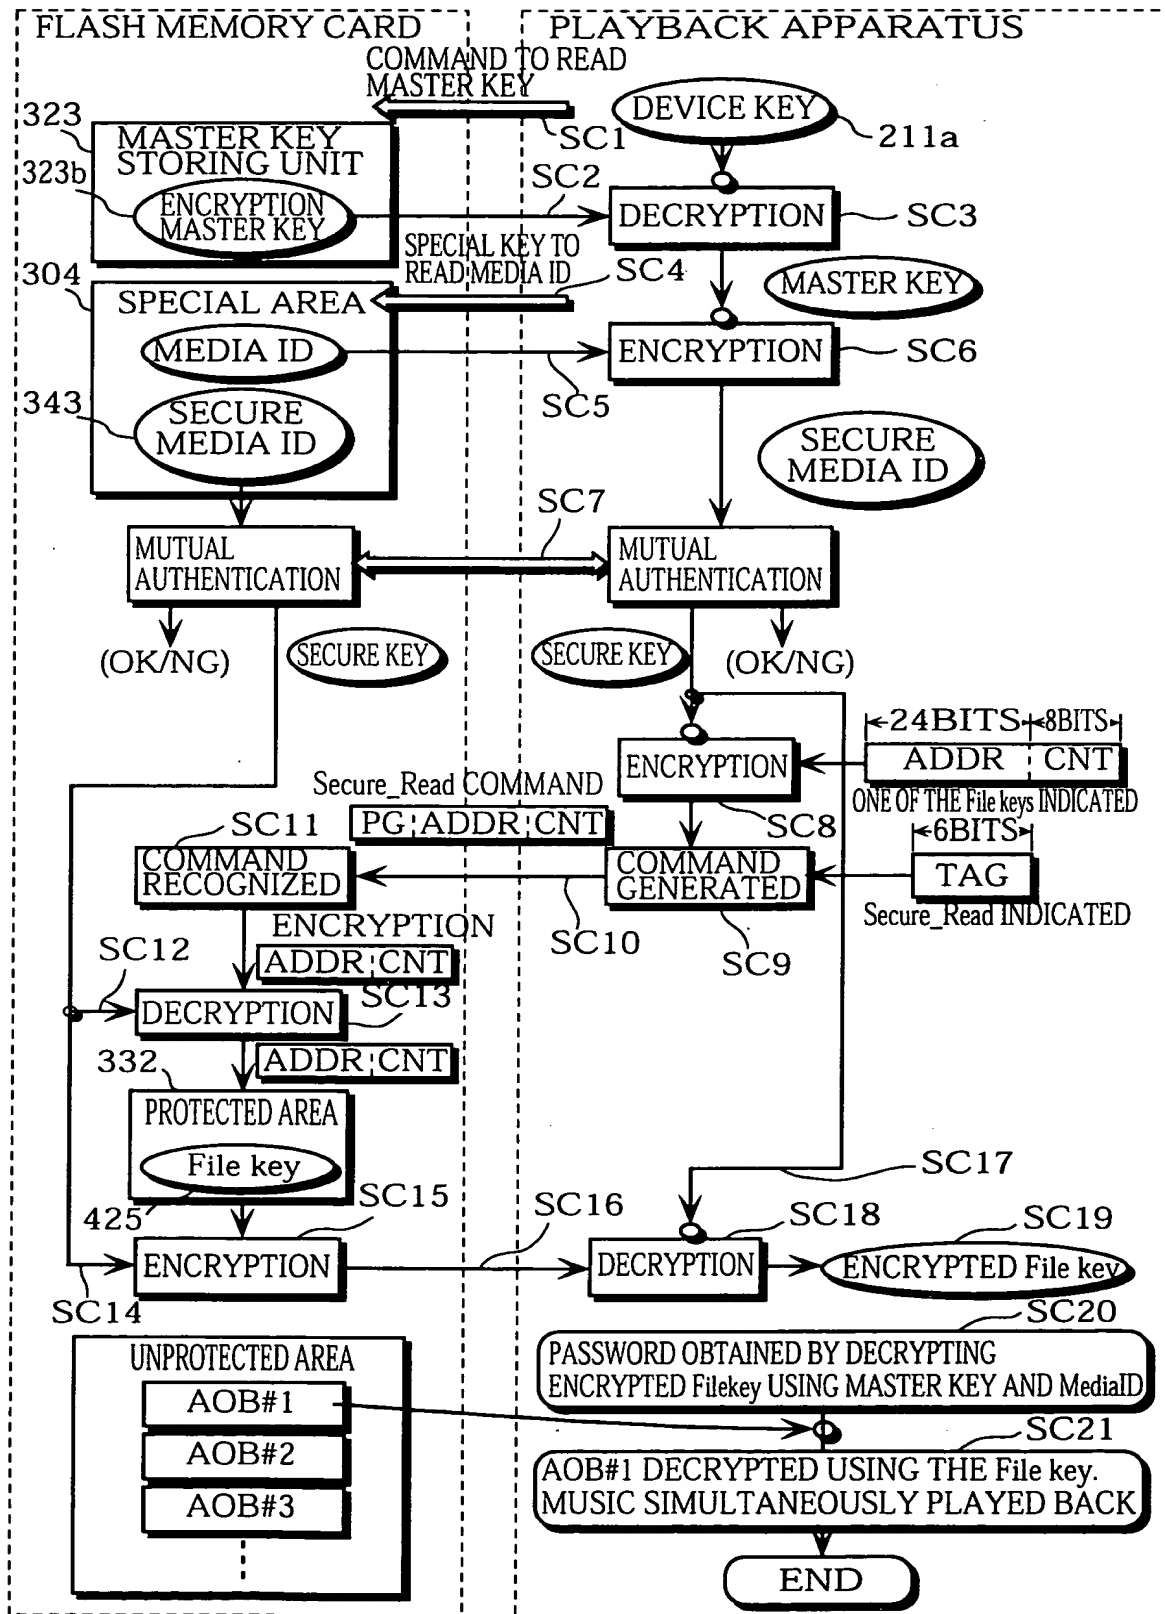 FLASH MEMORY CARD
PLAYBACK APPARATUS
COMMAND TO READ
MASTER KEY
DEVICE KEY
SC1
211a
323
MASTER KEY
STORING UNIT
323b
ENCRYPTION
MASTER KEY
SC2
DECRYPTION
SC3
SPECIAL KEY TO
READ MEDIA ID
SC4
MASTER KEY
304
SPECIAL AREA
MEDIA ID
ENCRYPTION
SC6
SC5
343
SECURE
MEDIA ID
SECURE
MEDIA ID
SC7
MUTUAL
AUTHENTICATION
MUTUAL
AUTHENTICATION
(OK/NG)
SECURE KEY
SECURE KEY
(OK/NG)
24BITS
8BITS
ADDR
CNT
ENCRYPTION
ONE OF THE File keys INDICATED
Secure_Read COMMAND
PG ADDR CNT
SC8
6BITS
SC11
COMMAND
RECOGNIZED
COMMAND
GENERATED
TAG
Secure_Read INDICATED
ENCRYPTION
SC10
SC9
ADDR CNT
SC12
SC13
DECRYPTION
ADDR CNT
332
PROTECTED AREA
File key
425
SC15
SC16
SC17
SC18
SC19
ENCRYPTION
DECRYPTION
ENCRYPTED File key
SC14
SC20
UNPROTECTED AREA
PASSWORD OBTAINED BY DECRYPTING
ENCRYPTED Filekey USING MASTER KEY AND MediaID
AOB#1
SC21
AOB#2
AOB#1 DECRYPTED USING THE File key.
MUSIC SIMULTANEOUSLY PLAYED BACK
AOB#3
END